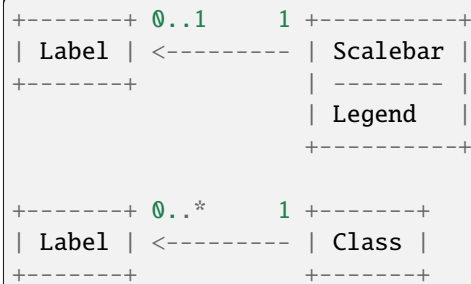 +-------+ 0..1     1 +----------+
| Label | <--------- | Scalebar |
+-------+            | -------- |
                     | Legend   |
                     +----------+

+-------+ 0..*     1 +-------+
| Label | <--------- | Class |
+-------+            +-------+